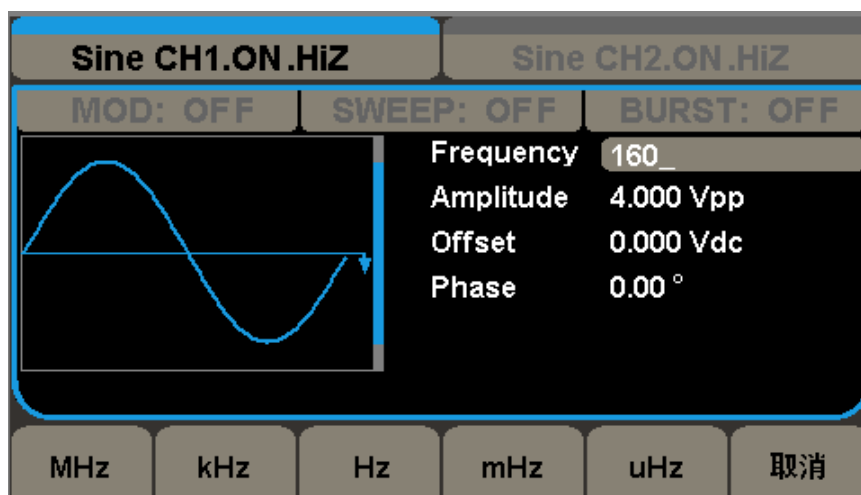 Sine CH1.ON.HiZ Sine CH2.ON.HiZ
MOD: OFF SWEEP: OFF BURST: OFF
Frequency 160_
Amplitude 4.000 Vpp
Offset 0.000 Vdc
Phase 0.00 °
MHz kHz Hz mHz uHz 取消